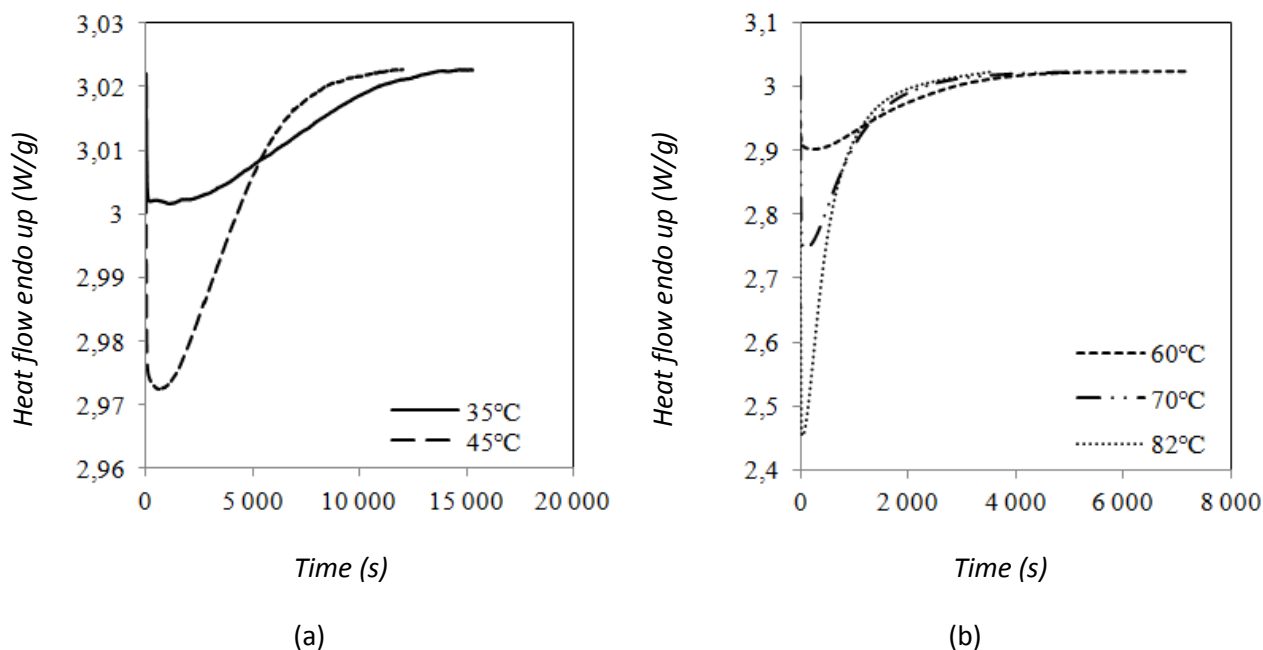 Heat flow endo up (W/g)
3,03
3,02
3,01
3
2,99
2,98
2,97
2,96
35°C
45°C
0 5 000 10 000 15 000 20 000
Time (s)
(a)
Heat flow endo up (W/g)
3,1
3
2,9
2,8
2,7
2,6
2,5
2,4
60°C
70°C
82°C
0 2 000 4 000 6 000 8 000
Time (s)
(b)